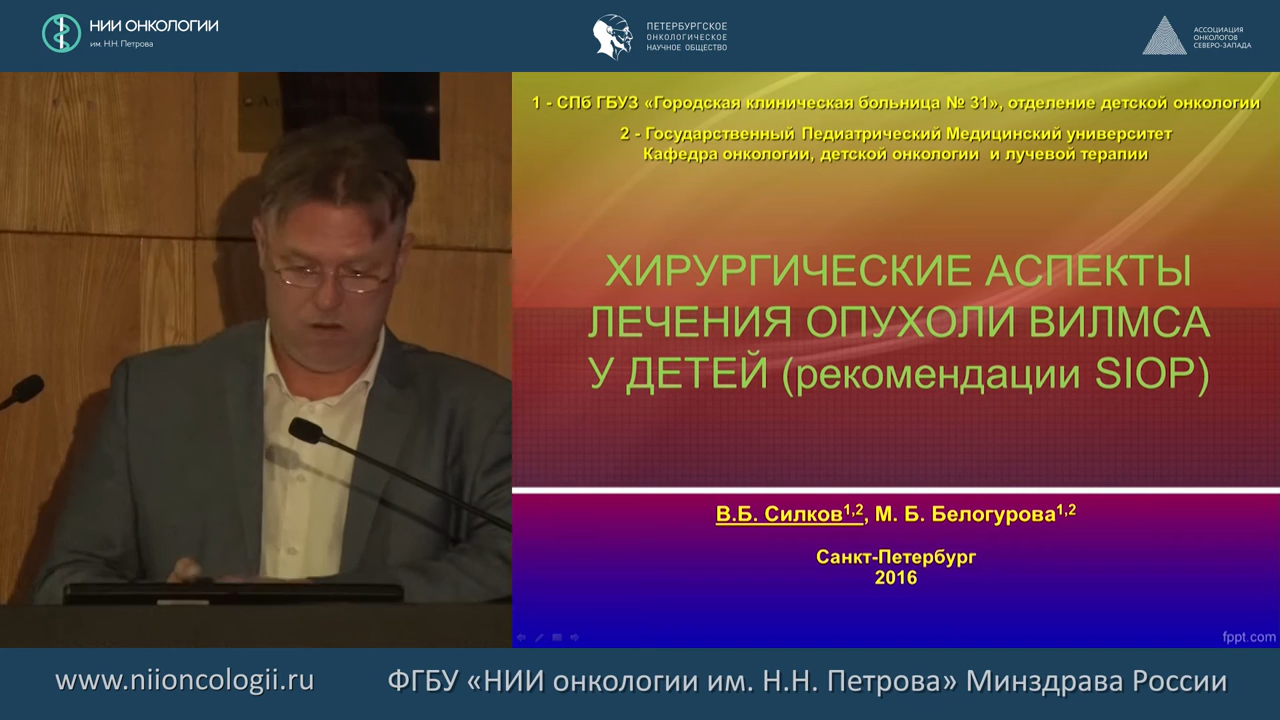 НИИ ОНКОЛОГИИ
им. Н.Н. Петрова
ПЕТЕРБУРГСКОЕ
ОНКОЛОГИЧЕСКОЕ
НАУЧНОЕ ОБЩЕСТВО
АССОЦИАЦИЯ
ОНКОЛОГОВ
СЕВЕРО-ЗАПАДА
1 - СПб ГБУЗ «Городская клиническая больница № 31», отделение детской онкологии
2 - Государственный Педиатрический Медицинский университет
Кафедра онкологии, детской онкологии и лучевой терапии
ХИРУРГИЧЕСКИЕ АСПЕКТЫ
ЛЕЧЕНИЯ ОПУХОЛИ ВИЛМСА
У ДЕТЕЙ (рекомендации SIOP)
В.Б. Силков1,2, М. Б. Белогурова1,2
Санкт-Петербург
2016
fppt.com
www.niioncologii.ru
ФГБУ «НИИ онкологии им. Н.Н. Петрова» Минздрава России